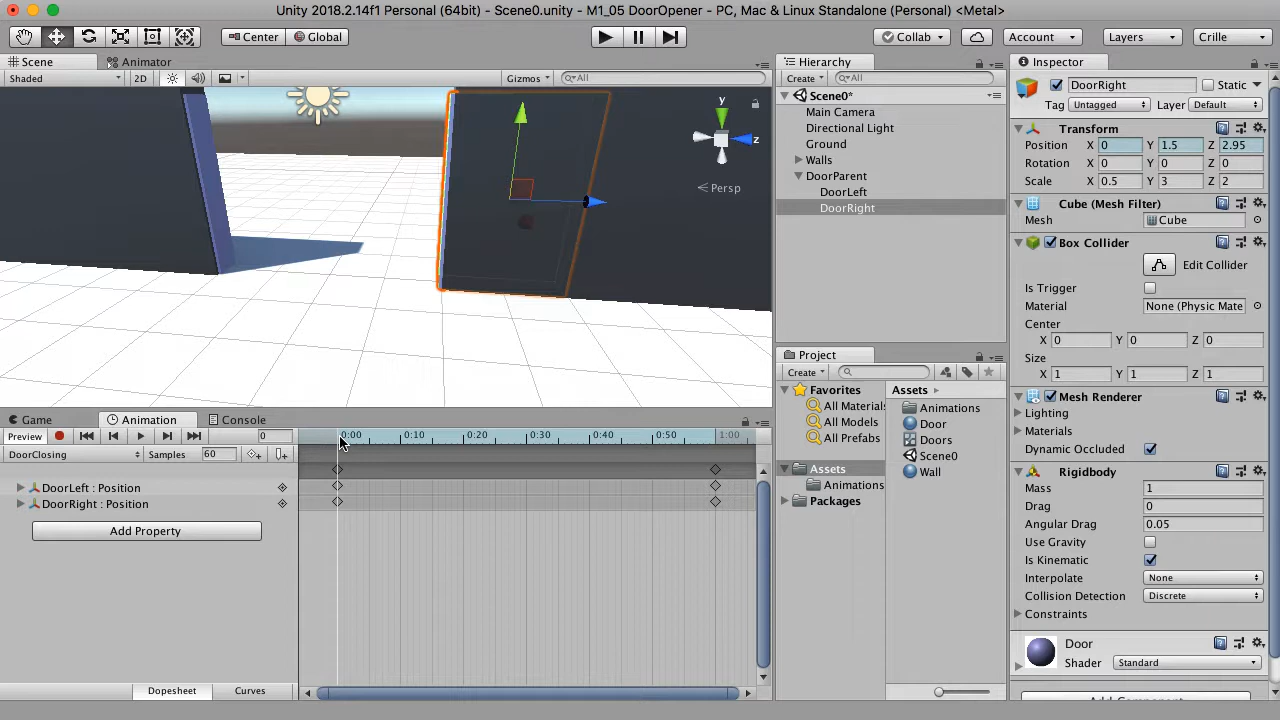 Unity 2018.2.14f1 Personal (64bit) - Scene0.unity - M1_05 DoorOpener - PC, Mac & Linux Standalone (Personal) <Metal>
Center Global Collab Account Layers Crille
Scene Animator
Shaded 2D Gizmos All
y
z
Persp
Hierarchy
Create All
Scene0*
Main Camera
Directional Light
Ground
Walls
DoorParent
DoorLeft
DoorRight
Project
Create
Favorites
All Materials
All Models
All Prefabs
Assets
Animations
Packages
Assets
Animations
Door
Doors
Scene0
Wall
Inspector
DoorRight Static
Tag Untagged Layer Default
Transform
Position X 0 Y 1.5 Z 2.95
Rotation X 0 Y 0 Z 0
Scale X 0.5 Y 3 Z 2
Cube (Mesh Filter)
Mesh Cube
Box Collider
Edit Collider
Is Trigger
Material None (Physic Mate
Center
X 0 Y 0 Z 0
Size
X 1 Y 1 Z 1
Mesh Renderer
Lighting
Materials
Dynamic Occluded
Rigidbody
Mass 1
Drag 0
Angular Drag 0.05
Use Gravity
Is Kinematic
Interpolate None
Collision Detection Discrete
Constraints
Door
Shader Standard
Add Component
Game Animation Console
Preview 0 0:00 0:10 0:20 0:30 0:40 0:50 1:00
DoorClosing Samples 60
DoorLeft : Position
DoorRight : Position
Add Property
Dopesheet Curves